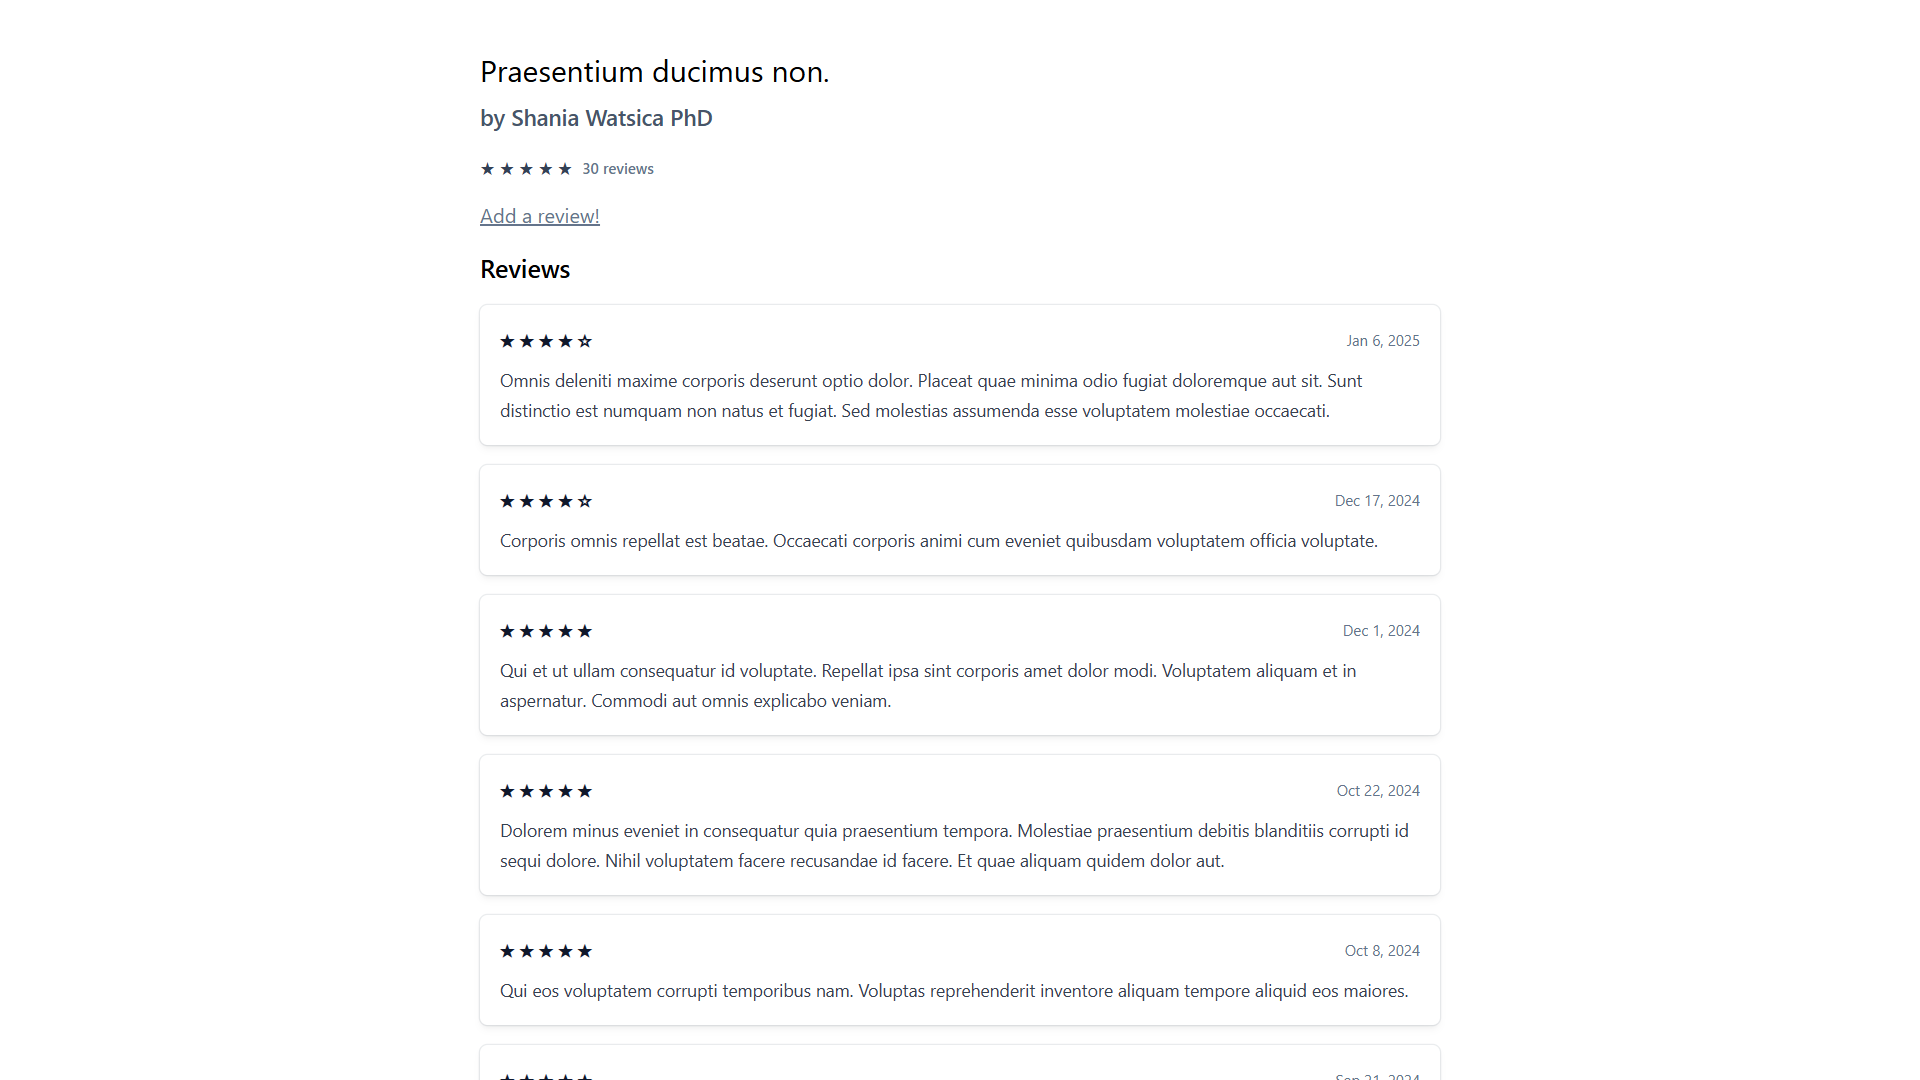 Praesentium ducimus non.
by Shania Watsica PhD
★ ★ ★ ★ ★ 30 reviews
Add a review!
Reviews
★★★★☆ Jan 6, 2025
Omnis deleniti maxime corporis deserunt optio dolor. Placeat quae minima odio fugiat doloremque aut sit. Sunt
distinctio est numquam non natus et fugiat. Sed molestias assumenda esse voluptatem molestiae occaecati.
★★★★☆ Dec 17, 2024
Corporis omnis repellat est beatae. Occaecati corporis animi cum eveniet quibusdam voluptatem officia voluptate.
★★★★★ Dec 1, 2024
Qui et ut ullam consequatur id voluptate. Repellat ipsa sint corporis amet dolor modi. Voluptatem aliquam et in
aspernatur. Commodi aut omnis explicabo veniam.
★★★★★ Oct 22, 2024
Dolorem minus eveniet in consequatur quia praesentium tempora. Molestiae praesentium debitis blanditiis corrupti id
sequi dolore. Nihil voluptatem facere recusandae id facere. Et quae aliquam quidem dolor aut.
★★★★★ Oct 8, 2024
Qui eos voluptatem corrupti temporibus nam. Voluptas reprehenderit inventore aliquam tempore aliquid eos maiores.
Sep 21, 2024